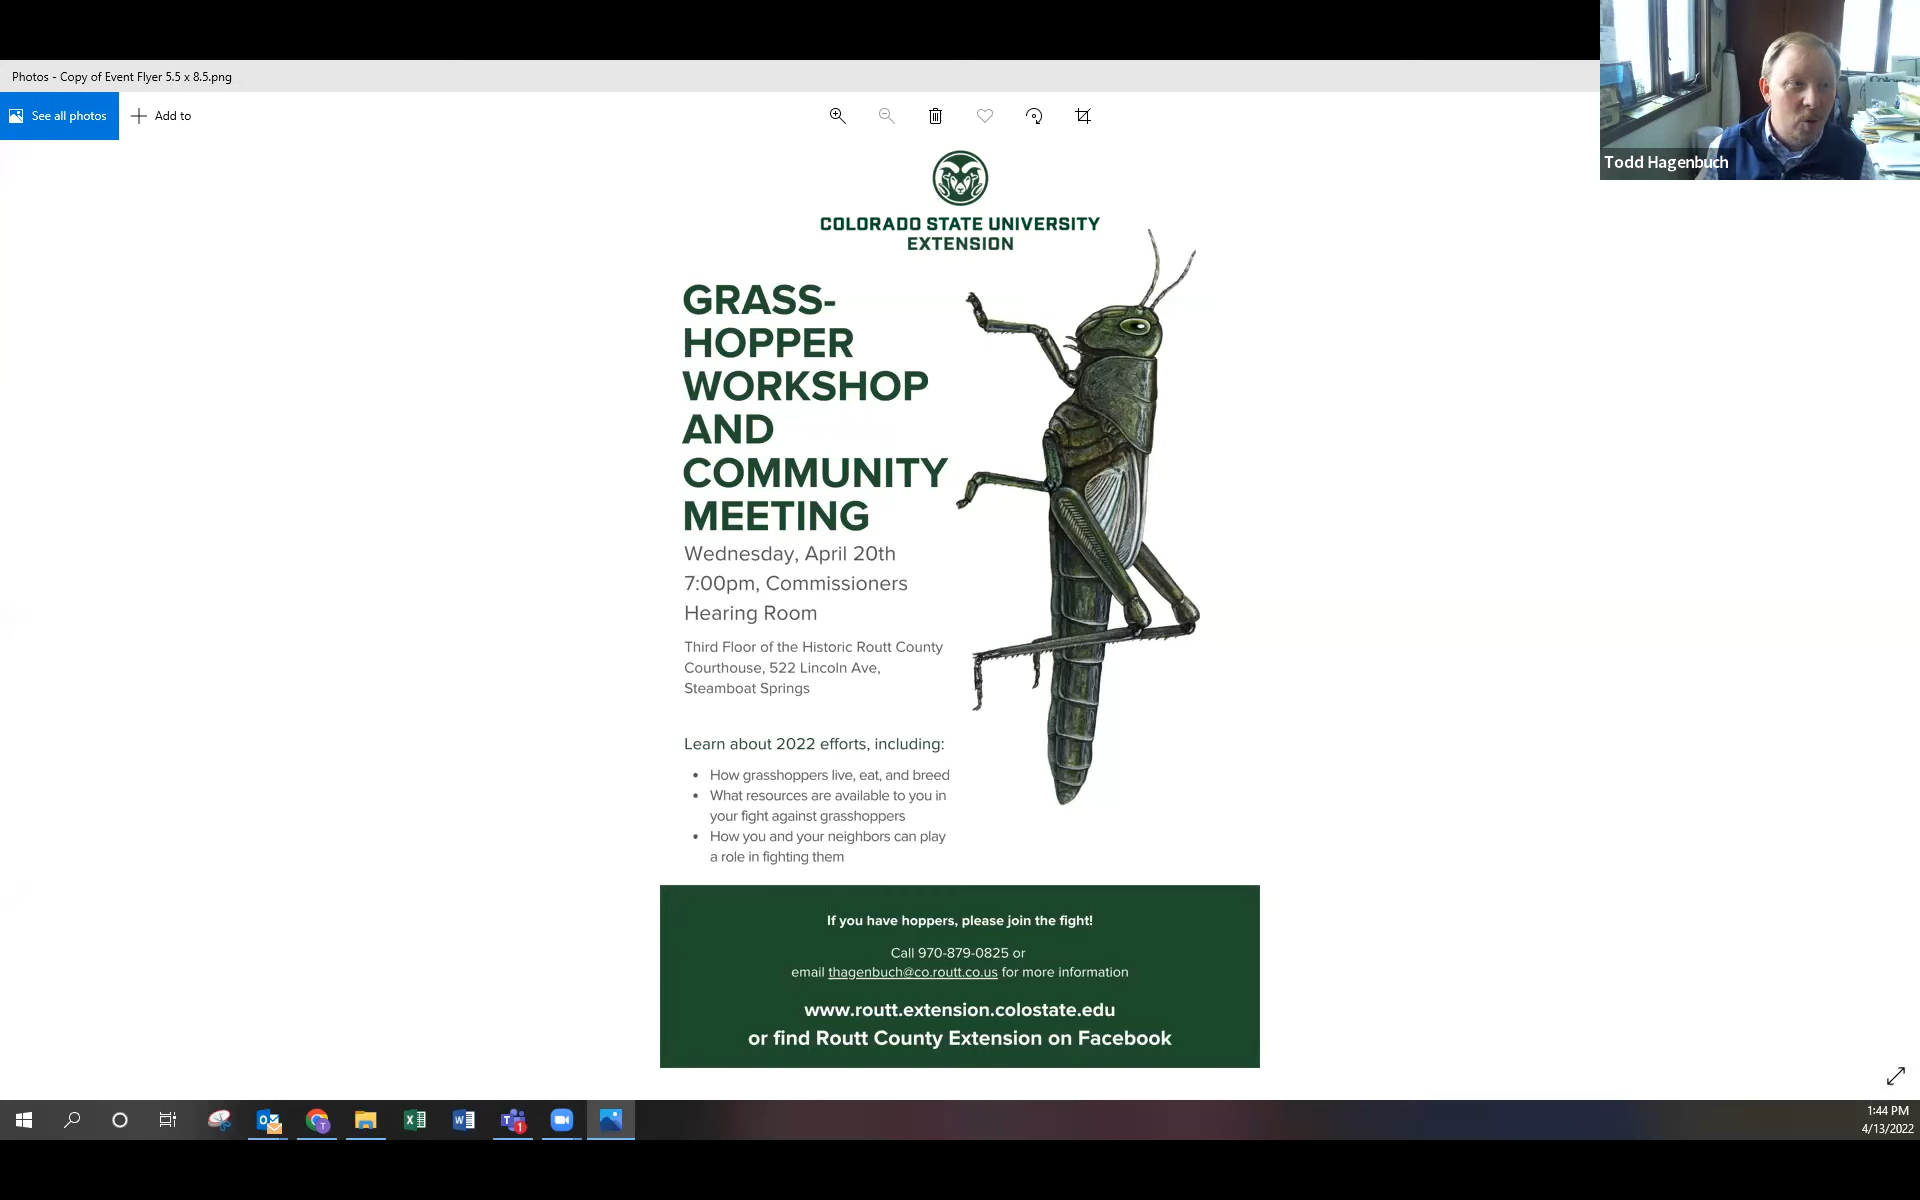 Photos - Copy of Event Flyer 5.5 x 8.5.png
See all photos
Add to
Todd Hagenbuch
COLORADO STATE UNIVERSITY
EXTENSION
GRASS-
HOPPER
WORKSHOP
AND
COMMUNITY
MEETING
Wednesday, April 20th
7:00pm, Commissioners
Hearing Room
Third Floor of the Historic Routt County
Courthouse, 522 Lincoln Ave,
Steamboat Springs
Learn about 2022 efforts, including:
• How grasshoppers live, eat, and breed
• What resources are available to you in
your fight against grasshoppers
• How you and your neighbors can play
a role in fighting them
If you have hoppers, please join the fight!
Call 970-879-0825 or
email thagenbuch@co.routt.co.us for more information
www.routt.extension.colostate.edu
or find Routt County Extension on Facebook
1:44 PM
4/13/2022